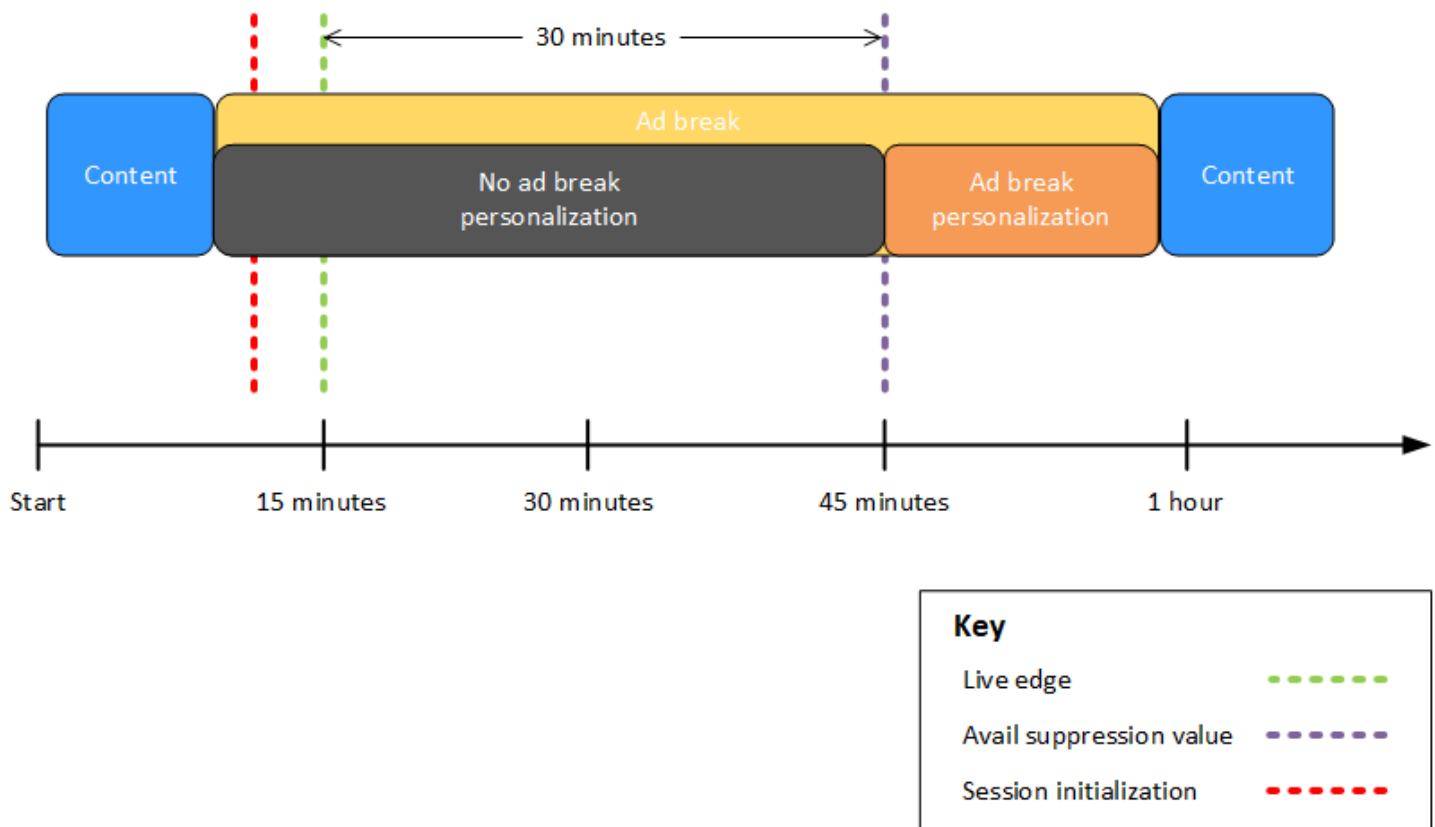 30 minutes
Ad break
Content
No ad break
personalization
Ad break
personalization
Content
Start
15 minutes
30 minutes
45 minutes
1 hour
Key
Live edge
Avail suppression value
Session initialization